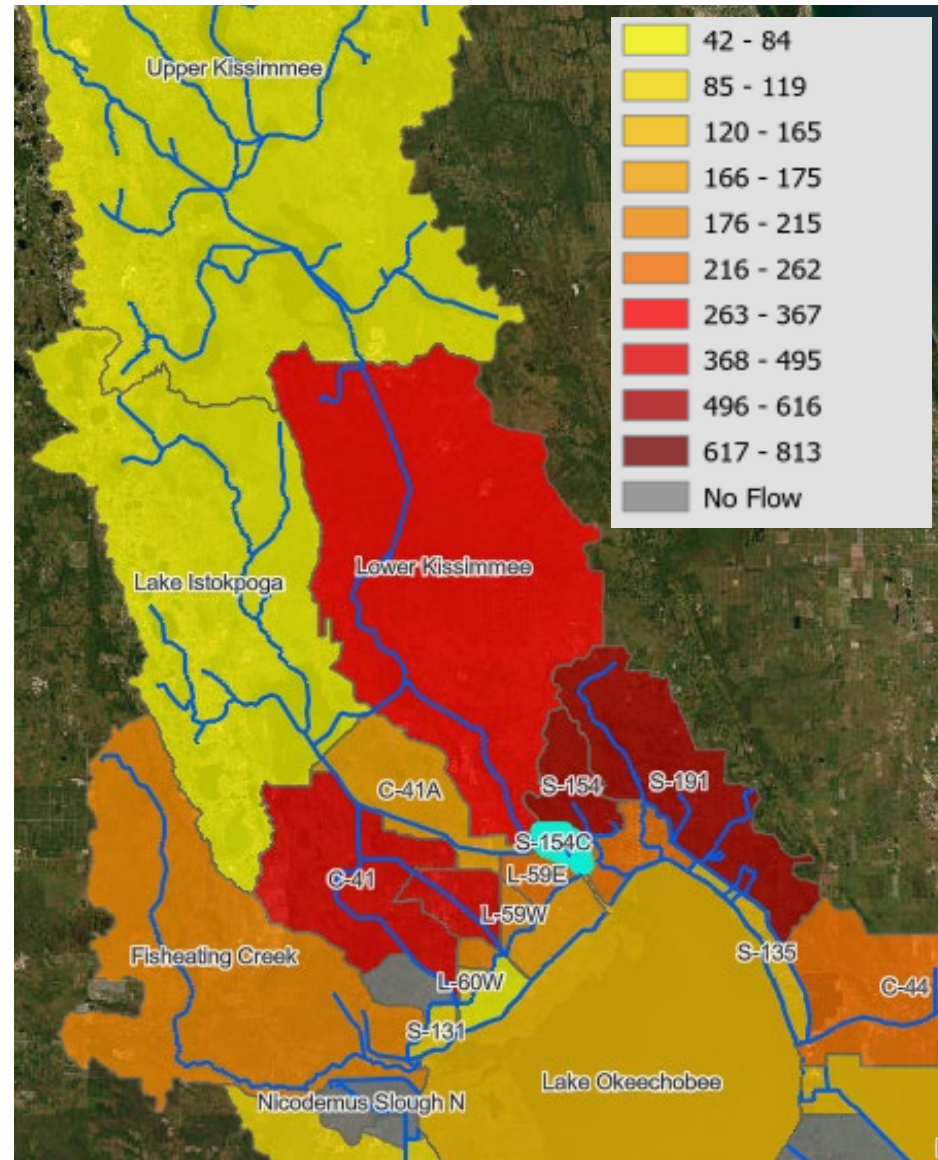 42 - 84
85 - 119
120 - 165
166 - 175
176 - 215
216 - 262
263 - 367
368 - 495
496 - 616
617 - 813
No Flow
Upper Kissimmee
Lake Istokpoga
Lower Kissimmee
C-41A
S-154
S-191
S-154C
C-41
L-59E
L-59W
FIsheating Creek
S-135
L-60W
C-44
S-131
Lake Okeechobee
Nicodemus Slough N